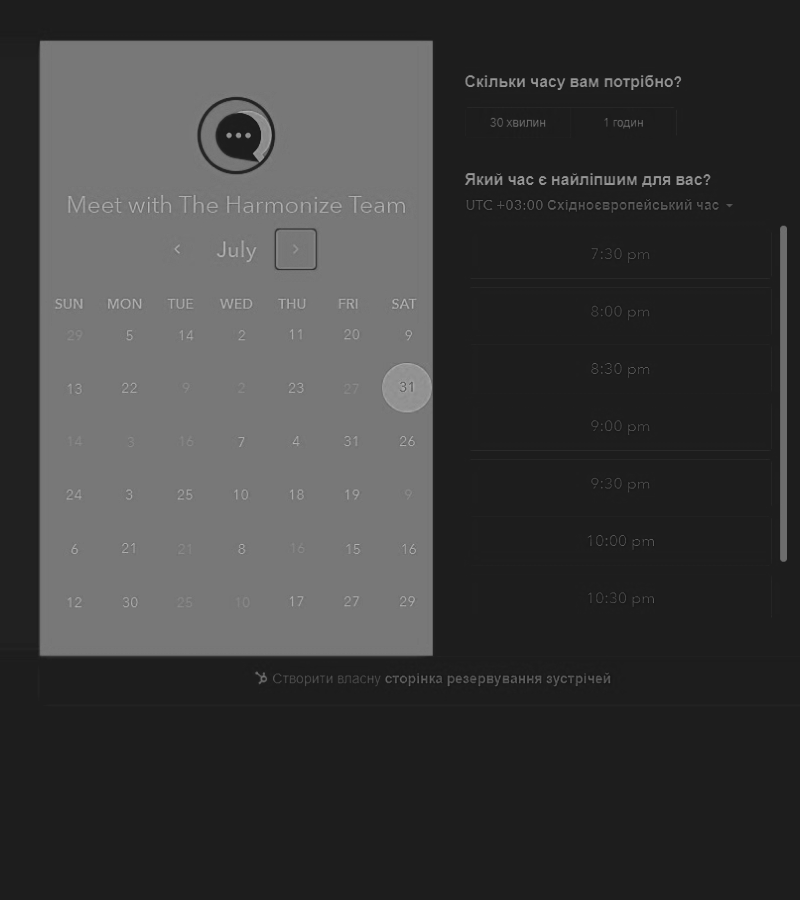 Meet with The Harmonize Team
July
SUN MON TUE WED THU FRI SAT
29 5 14 2 11 20 9
13 22 9 2 23 27 31
14 3 16 7 4 31 26
24 3 25 10 18 19 9
6 21 21 8 16 15 16
12 30 25 10 17 27 29
Скільки часу вам потрібно?
30 хвилин 1 годин
Який час є найліпшим для вас?
UTC +03:00 Східноєвропейський час
7:30 pm
8:00 pm
8:30 pm
9:00 pm
9:30 pm
10:00 pm
10:30 pm
Створити власну сторінка резервування зустрічей